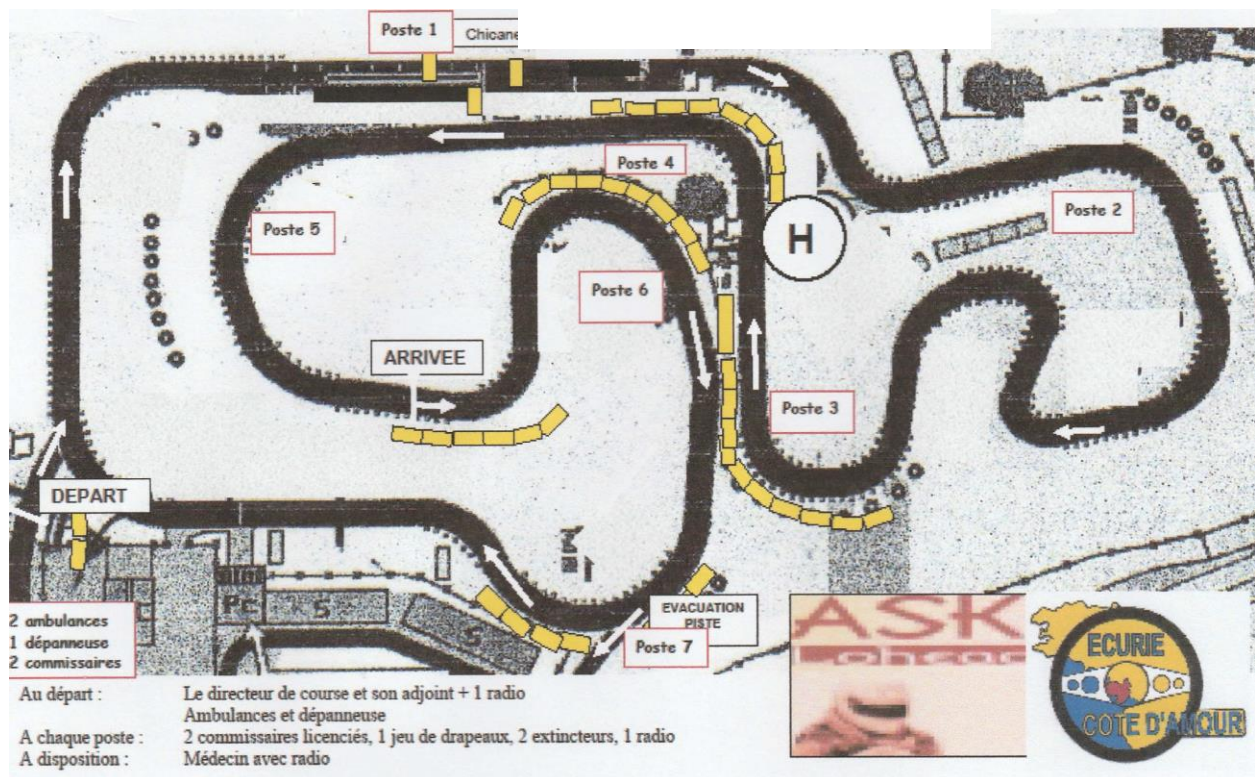 Poste 1
Chicane
Poste 4
Poste 2
H
Poste 5
Poste 6
ARRIVEE
Poste 3
DEPART
EVACUATION
PISTE
Poste 7
PC
S
S
2 ambulances
1 dépanneuse
2 commissaires
ASK
ECURIE
COTE D'AMOUR
Au départ : Le directeur de course et son adjoint + 1 radio
Ambulances et dépanneuse
A chaque poste : 2 commissaires licenciés, 1 jeu de drapeaux, 2 extincteurs, 1 radio
A disposition : Médecin avec radio